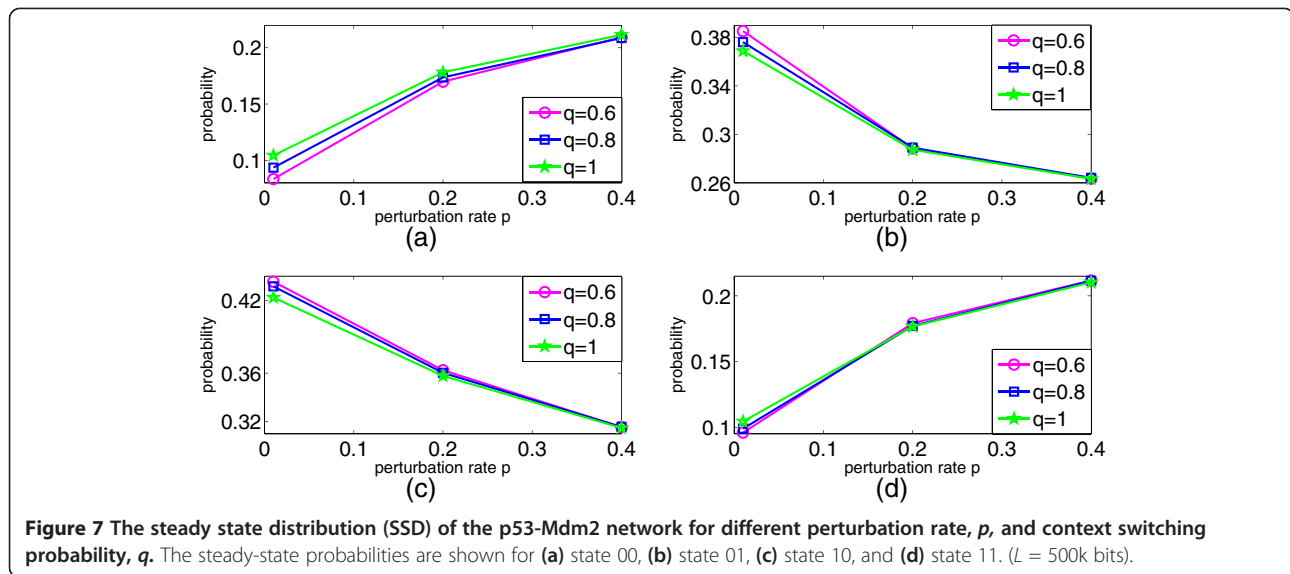 0.2
0.15
0.1
probability
q=0.6
q=0.8
q=1
0 0.1 0.2 0.3 0.4
perturbation rate p
(a)
0.38
0.34
0.3
0.26
probability
q=0.6
q=0.8
q=1
0 0.1 0.2 0.3 0.4
perturbation rate p
(b)
0.42
0.36
0.32
probability
q=0.6
q=0.8
q=1
0 0.1 0.2 0.3 0.4
perturbation rate p
(c)
0.2
0.15
0.1
probability
q=0.6
q=0.8
q=1
0 0.1 0.2 0.3 0.4
perturbation rate p
(d)
Figure 7 The steady state distribution (SSD) of the p53-Mdm2 network for different perturbation rate, p, and context switching
probability, q. The steady-state probabilities are shown for (a) state 00, (b) state 01, (c) state 10, and (d) state 11. (L = 500k bits).